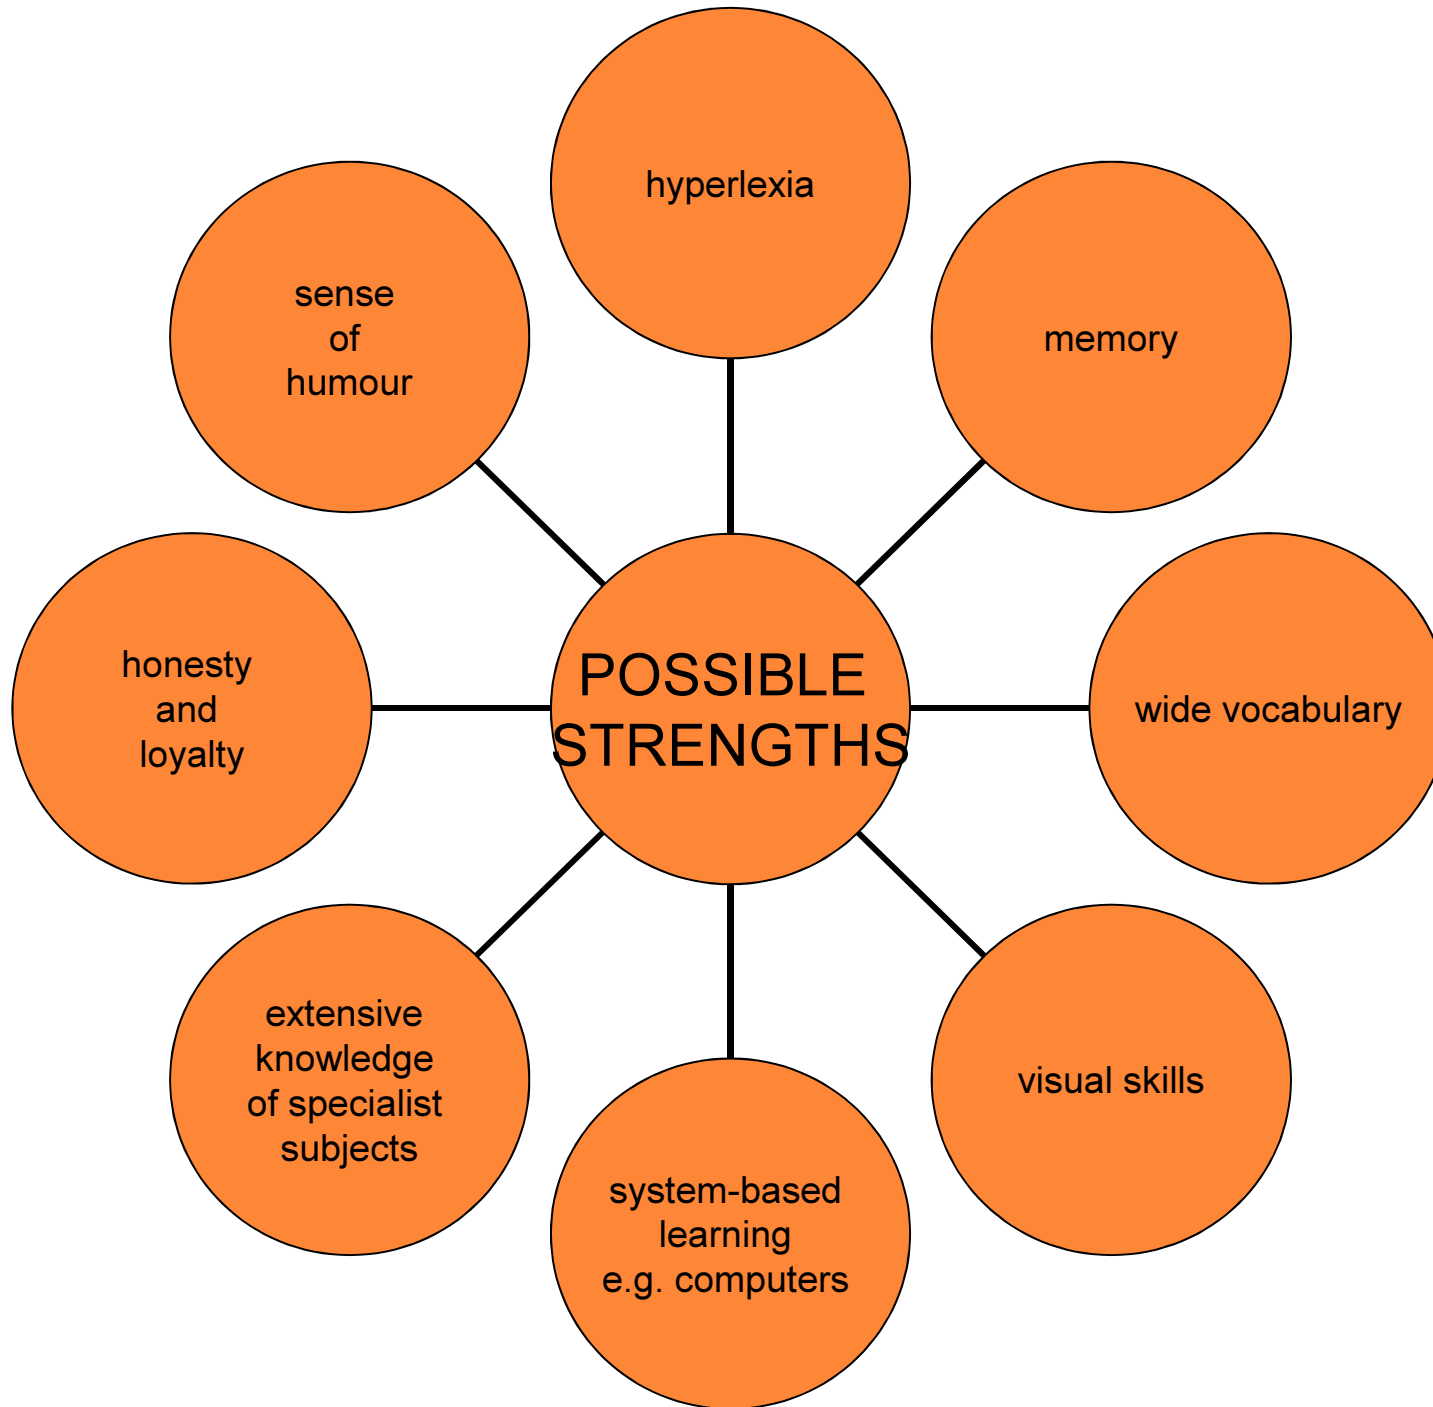 hyperlexia
sense
of
humour
memory
honesty
and
loyalty
POSSIBLE
STRENGTHS
wide vocabulary
extensive
knowledge
of specialist
subjects
visual skills
system-based
learning
e.g. computers